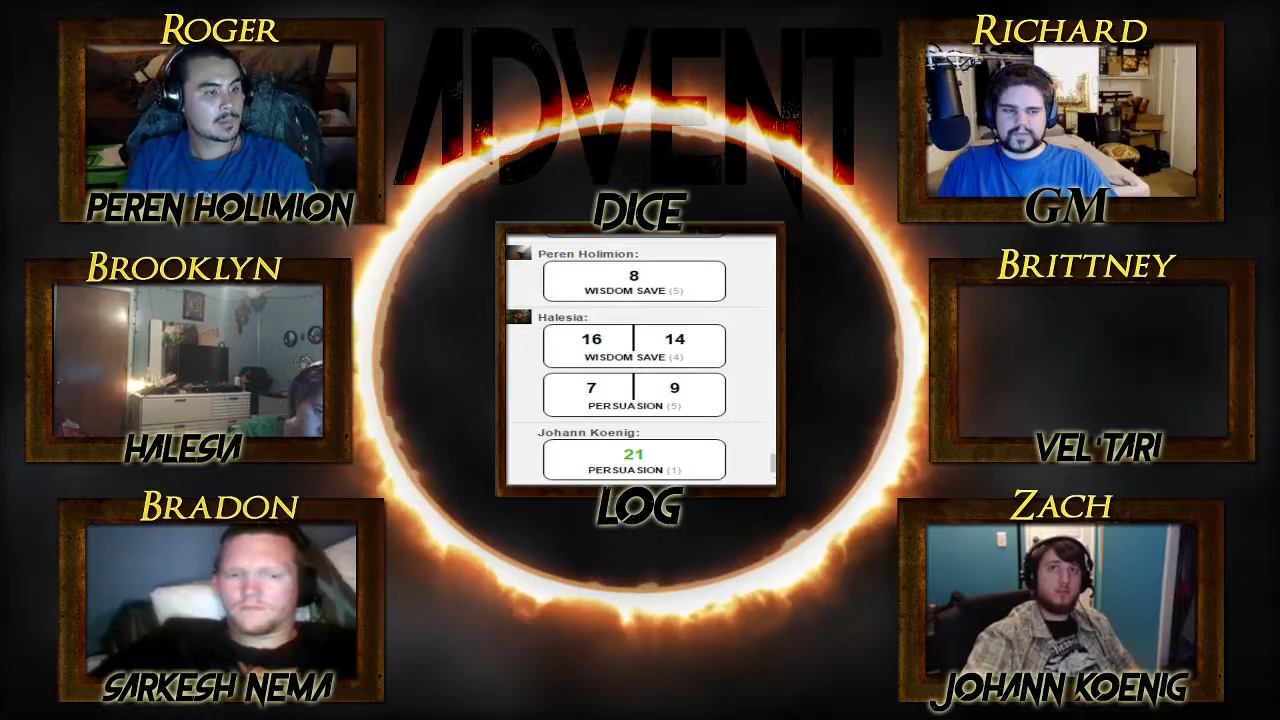 ADVENT
ROGER
PEREN HOLIMION
BROOKLYN
HALESIA
BRADON
SARKESH NEMA
DICE
Peren Holimion:
8
WISDOM SAVE (5)
Halesia:
16 14
WISDOM SAVE (4)
7 9
PERSUASION (5)
Johann Koenig:
21
PERSUASION (1)
LOG
RICHARD
GM
BRITTNEY
VEL'TARI
ZACH
JOHANN KOENIG